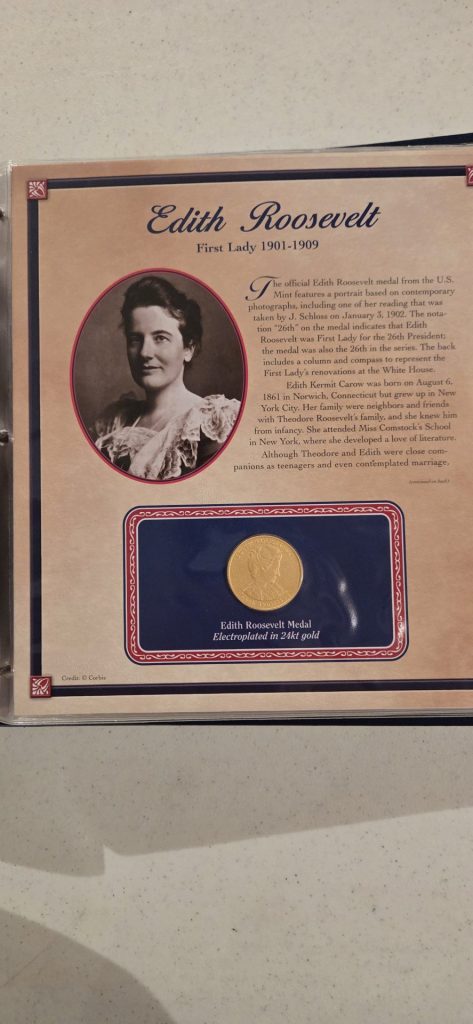 Edith Roosevelt
First Lady 1901-1909
The official Edith Roosevelt medal from the U.S.
Mint features a portrait based on contemporary
photographs, including one of her reading that was
taken by J. Schloss on January 3, 1902. The nota-
tion "26th" on the medal indicates that Edith
Roosevelt was First Lady for the 26th President;
the medal was also the 26th in the series. The back
includes a column and compass to represent the
First Lady's renovations at the White House.
Edith Kermit Carow was born on August 6,
1861 in Norwich, Connecticut but grew up in New
York City. Her family were neighbors and friends
with Theodore Roosevelt's family, and she knew him
from infancy. She attended Miss Comstock's School
in New York, where she developed a love of literature.
Although Theodore and Edith were close com-
panions as teenagers and even contemplated marriage,
(continued on back)
Edith Roosevelt Medal
Electroplated in 24kt gold
Credit: © Corbis